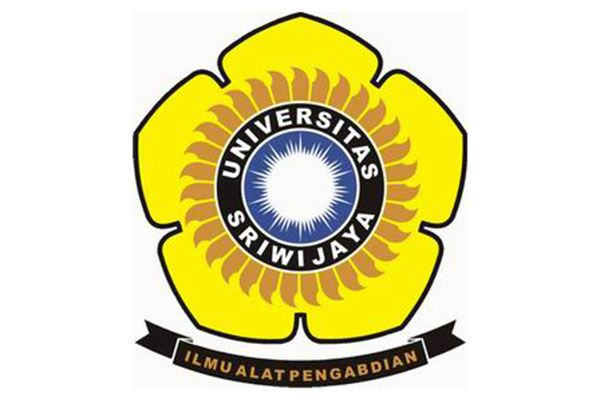 UNIVERSITAS
SRIWIJAYA
ILMU ALAT PENGABDIAN